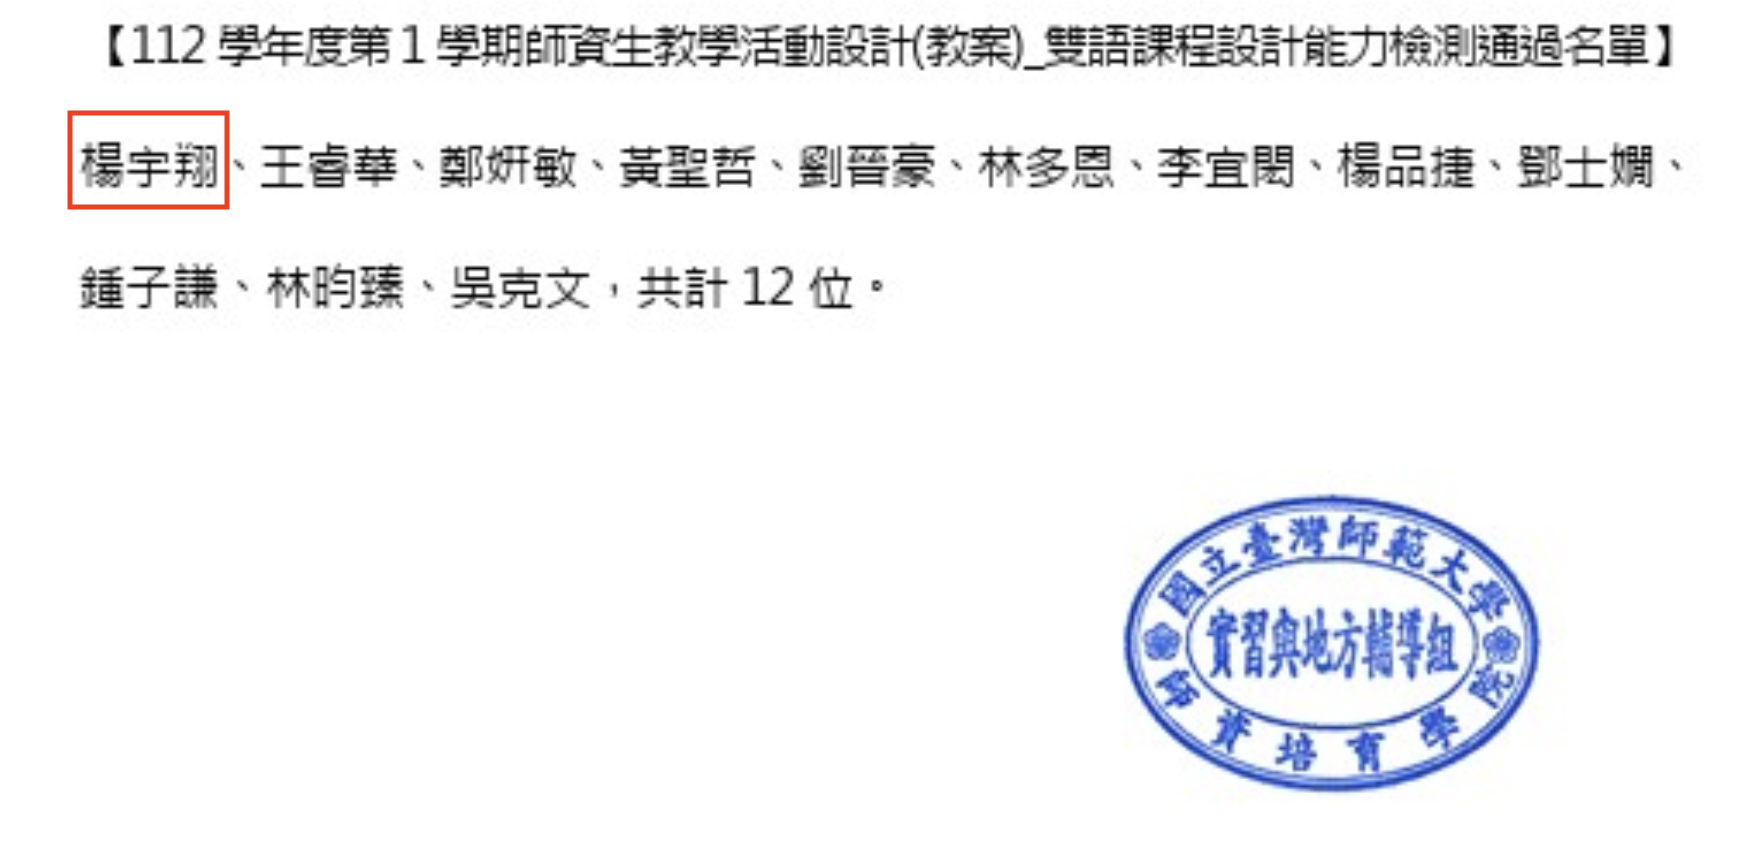 【112 學年度第 1 學期師資生教學活動設計(教案)_雙語課程設計能力檢測通過名單】
楊宇翔、王睿華、鄭妍敏、黃聖哲、劉晉豪、林多恩、李宜閎、楊品捷、鄧士嫺、
鍾子謙、林昀臻、吳克文，共計 12 位。
國立臺灣師範大學
實習與地方輔導組
師資培育學院